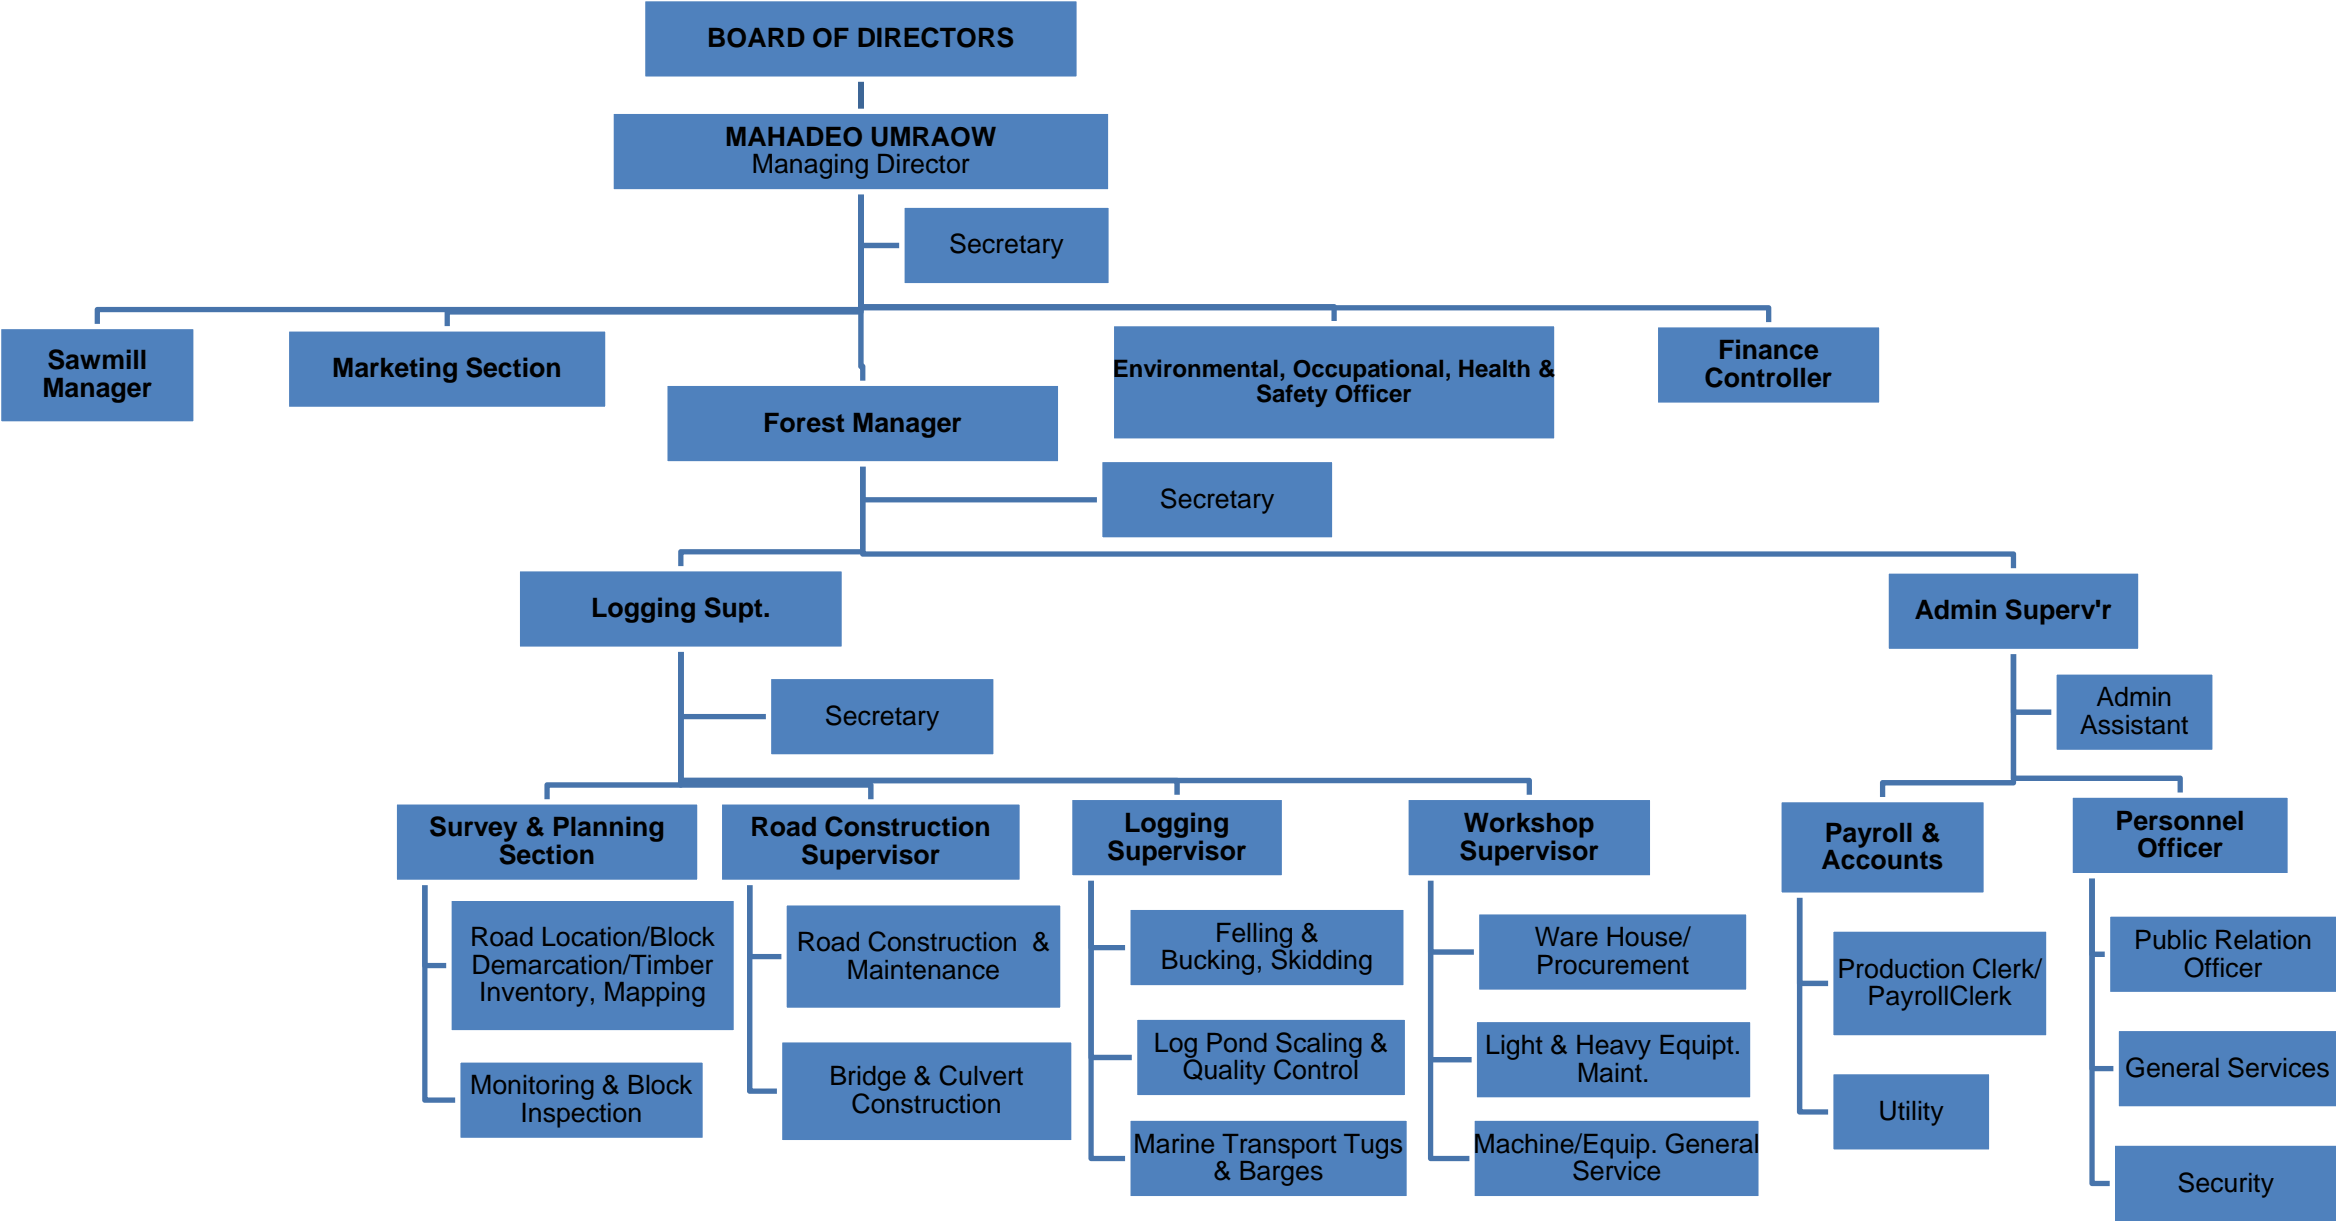 BOARD OF DIRECTORS
MAHADEO UMRAOW
Managing Director
Secretary
Sawmill
Manager
Marketing Section
Forest Manager
Environmental, Occupational, Health &
Safety Officer
Finance
Controller
Secretary
Logging Supt.
Admin Superv'r
Secretary
Admin
Assistant
Survey & Planning
Section
Road Construction
Supervisor
Logging
Supervisor
Workshop
Supervisor
Payroll &
Accounts
Personnel
Officer
Road Location/Block
Demarcation/Timber
Inventory, Mapping
Monitoring & Block
Inspection
Road Construction  &
Maintenance
Bridge & Culvert
Construction
Felling &
Bucking, Skidding
Log Pond Scaling &
Quality Control
Marine Transport Tugs
& Barges
Ware House/
Procurement
Light & Heavy Equipt.
Maint.
Machine/Equip. General
Service
Production Clerk/
PayrollClerk
Utility
Public Relation
Officer
General Services
Security